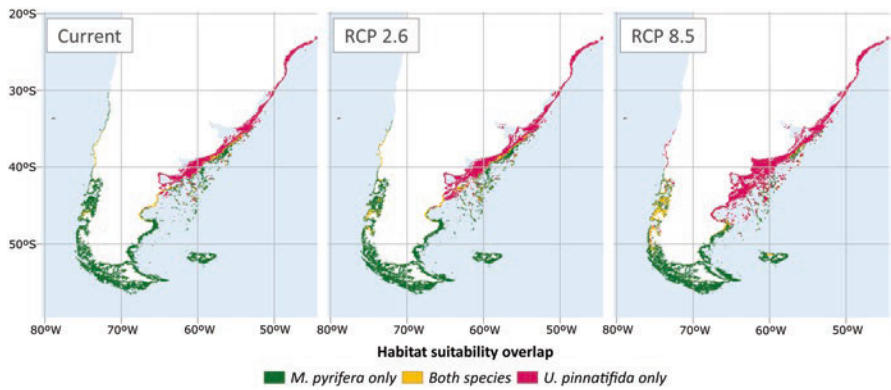 Current
RCP 2.6
RCP 8.5
20ºS
30ºS
40ºS
50ºS
80ºW 70ºW 60ºW 50ºW 80ºW 70ºW 60ºW 50ºW 80ºW 70ºW 60ºW 50ºW
Habitat suitability overlap
M. pyrifera only Both species U. pinnatifida only